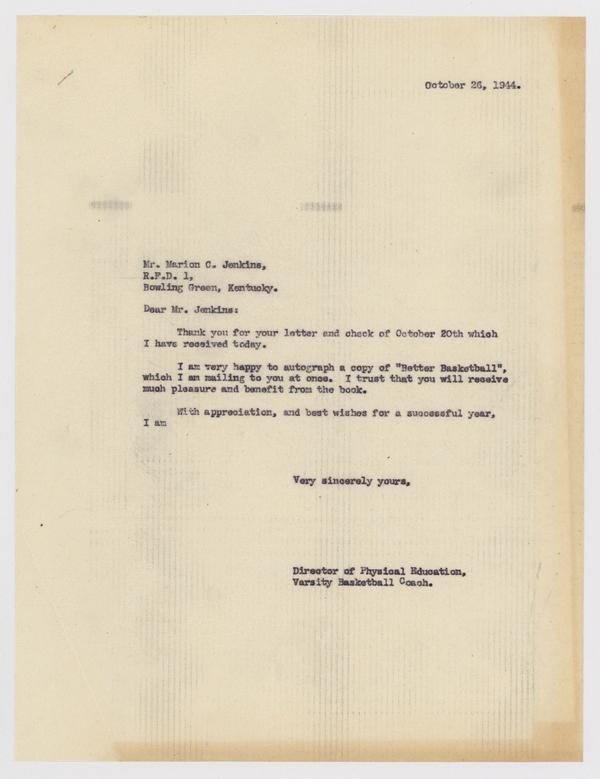 October 26, 1944.
Mr. Marion C. Jenkins,
R.F.D. 1,
Bowling Green, Kentucky.
Dear Mr. Jenkins:
Thank you for your letter and check of October 20th which
I have received today.
I am very happy to autograph a copy of "Better Basketball",
which I am mailing to you at once. I trust that you will receive
much pleasure and benefit from the book.
With appreciation, and best wishes for a successful year,
I am
Very sincerely yours,
Director of Physical Education,
Varsity Basketball Coach.